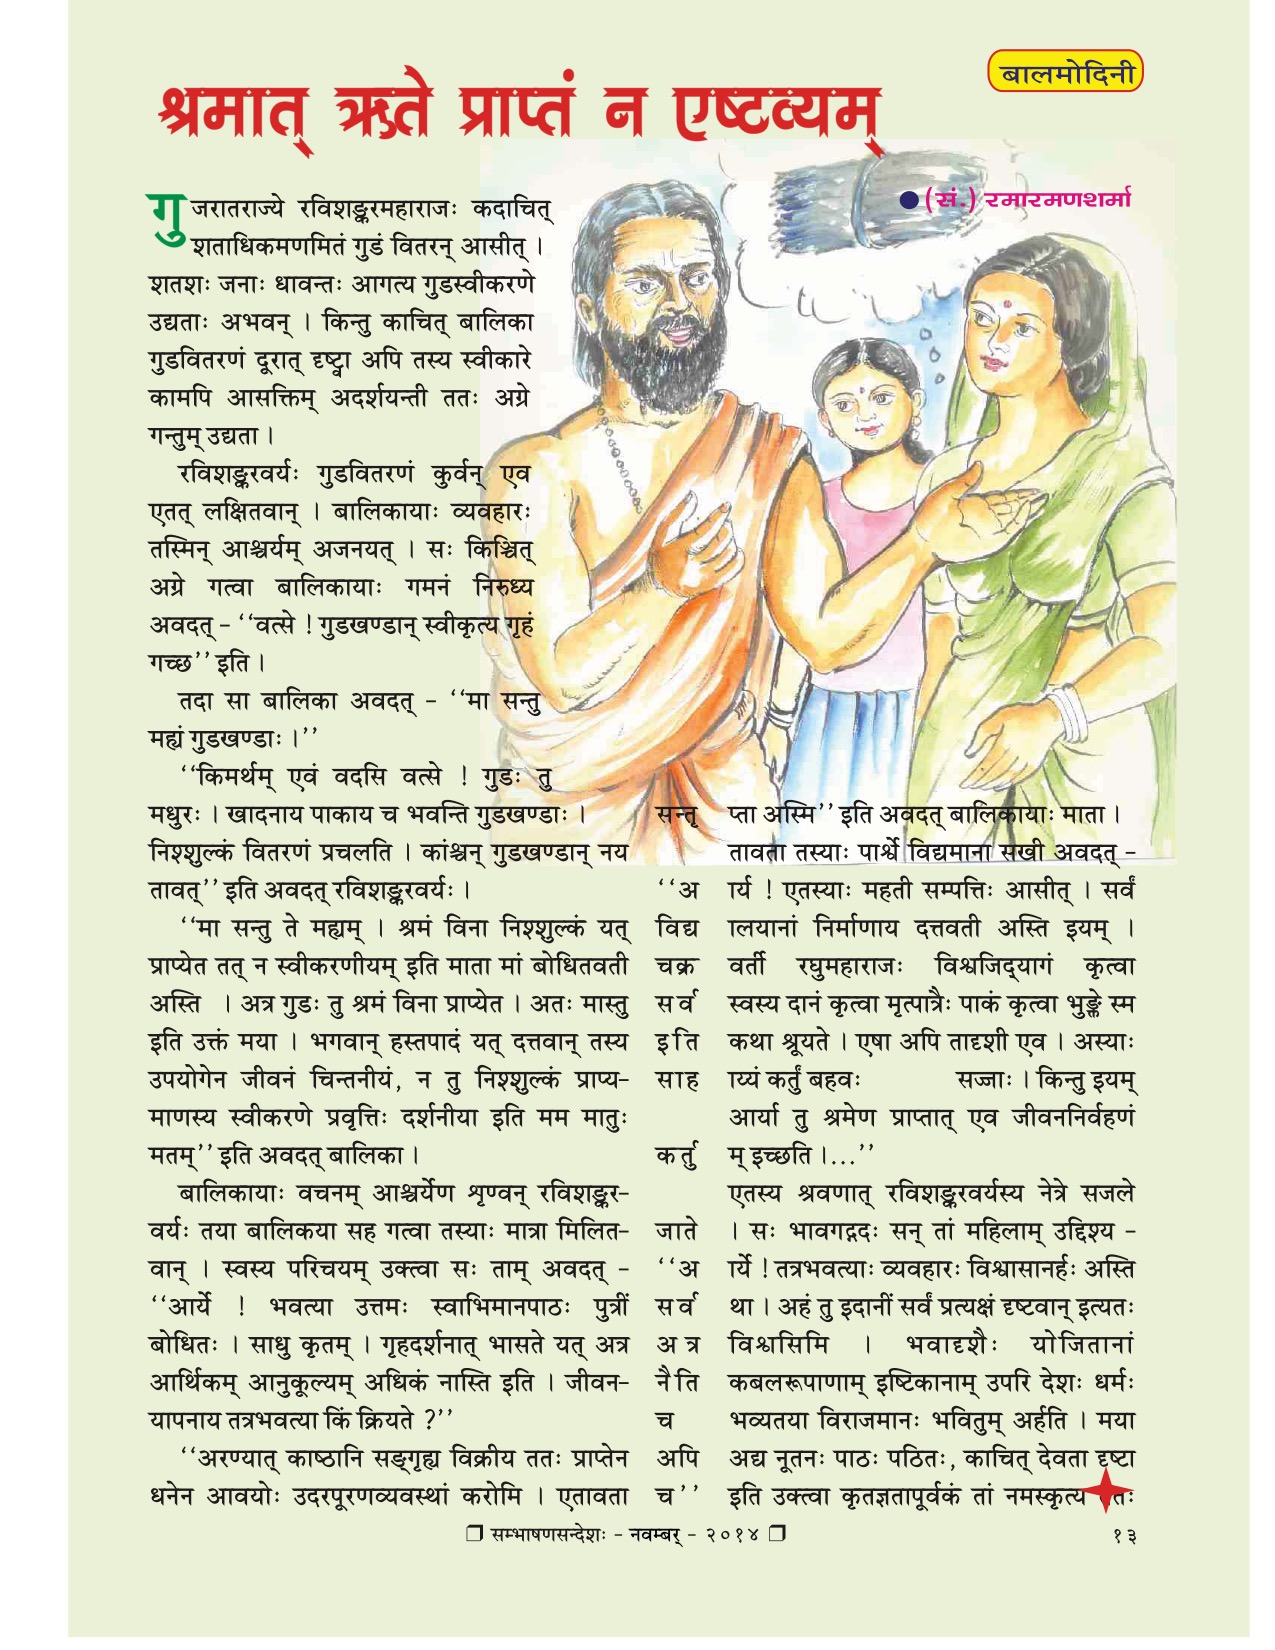 बालमोदिनी
श्रमात् ऋते प्राप्तं न एष्टव्यम्
(सं.) रमारमणशर्मा
गुजरातराज्ये रविशङ्करमहाराजः कदाचित्
शताधिकमणमितं गुडं वितरन् आसीत् ।
शतशः जनाः धावन्तः आगत्य गुडस्वीकरणे
उद्यताः अभवन् । किन्तु काचित् बालिका
गुडवितरणं दूरात् दृष्ट्वा अपि तस्य स्वीकारे
कामपि आसक्तिम् अदर्शयन्ती ततः अग्रे
गन्तुम् उद्यता ।
रविशङ्करवर्यः गुडवितरणं कुर्वन् एव
एतत् लक्षितवान् । बालिकायाः व्यवहारः
तस्मिन् आश्चर्यम् अजनयत् । सः किञ्चित्
अग्रे गत्वा बालिकायाः गमनं निरुध्य
अवदत् - ‘‘वत्से ! गुडखण्डान् स्वीकृत्य गृहं
गच्छ’’ इति ।
तदा सा बालिका अवदत् - ‘‘मा सन्तु
मह्यं गुडखण्डाः ।’’
‘‘किमर्थम् एवं वदसि वत्से ! गुडः तु
मधुरः । खादनाय पाकाय च भवन्ति गुडखण्डाः ।
निश्शुल्कं वितरणं प्रचलति । कांश्चन् गुडखण्डान् नय
तावत्’’ इति अवदत् रविशङ्करवर्यः ।
‘‘मा सन्तु ते मह्यम् । श्रमं विना निश्शुल्कं यत्
प्राप्येत तत् न स्वीकरणीयम् इति माता मां बोधितवती
अस्ति । अत्र गुडः तु श्रमं विना प्राप्येत । अतः मास्तु
इति उक्तं मया । भगवान् हस्तपादं यत् दत्तवान् तस्य
उपयोगेन जीवनं चिन्तनीयं, न तु निश्शुल्कं प्राप्य-
माणस्य स्वीकरणे प्रवृत्तिः दर्शनीया इति मम मातुः
मतम्’’ इति अवदत् बालिका ।
बालिकायाः वचनम् आश्चर्येण शृण्वन् रविशङ्कर-
वर्यः तया बालिकया सह गत्वा तस्याः मात्रा मिलित-
वान् । स्वस्य परिचयम् उक्त्वा सः ताम् अवदत् -
‘‘आर्ये ! भवत्या उत्तमः स्वाभिमानपाठः पुत्रीं
बोधितः । साधु कृतम् । गृहदर्शनात् भासते यत् अत्र
आर्थिकम् आनुकूल्यम् अधिकं नास्ति इति । जीवन-
यापनाय तत्रभवत्या किं क्रियते ?’’
‘‘अरण्यात् काष्ठानि सङ्गृह्य विक्रीय ततः प्राप्तेन
धनेन आवयोः उदरपूरणव्यवस्थां करोमि । एतावता
सन्तृ प्ता अस्मि’’ इति अवदत् बालिकायाः माता ।
तावता तस्याः पार्श्वे विद्यमाना सखी अवदत् -
‘‘अ र्य ! एतस्याः महती सम्पत्तिः आसीत् । सर्वं
विद्य ालयानां निर्माणाय दत्तवती अस्ति इयम् ।
चक्र वर्ती रघुमहाराजः विश्वजिद्यागं कृत्वा
सर्व स्वस्य दानं कृत्वा मृत्पात्रैः पाकं कृत्वा भुङ्क्ते स्म
इति कथा श्रूयते । एषा अपि तादृशी एव । अस्याः
साह ाय्यं कर्तुं बहवः सज्जाः । किन्तु इयम्
आर्या तु श्रमेण प्राप्तात् एव जीवननिर्वहणं
कर्तु म् इच्छति ।...’’
एतस्य श्रवणात् रविशङ्करवर्यस्य नेत्रे सजले
जाते । सः भावगद्गदः सन् तां महिलाम् उद्दिश्य -
‘‘अ ार्ये ! तत्रभवत्याः व्यवहारः विश्वासानर्हः अस्ति
सर्व था । अहं तु इदानीं सर्वं प्रत्यक्षं दृष्टवान् इत्यतः
अत्र विश्वसिमि । भवादृशैः योजितानां
नैति कबलरूपाणाम् इष्टिकानाम् उपरि देशः धर्मः
च भव्यतया विराजमानः भवितुम् अर्हति । मया
अपि अद्य नूतनः पाठः पठितः, काचित् देवता दृष्टा
च’’ इति उक्त्वा कृतज्ञतापूर्वकं तां नमस्कृत्य ततः
सम्भाषणसन्देशः - नवम्बर् - २०१४
१३